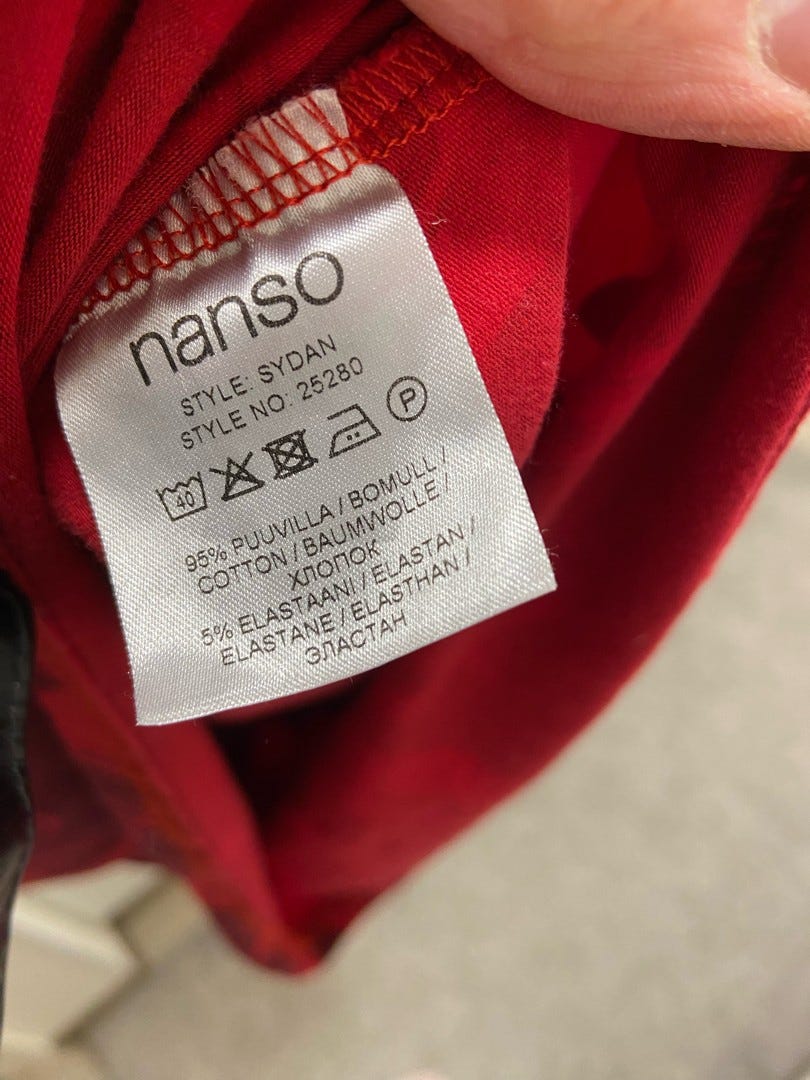 nanso
STYLE: SYDAN
STYLE NO: 25280
40 P
95% PUUVILLA / BOMULL /
COTTON / BAUMWOLLE /
ХЛОПОК
5% ELASTAANI / ELASTAN /
ELASTANE / ELASTHAN /
ЭЛАСТАН